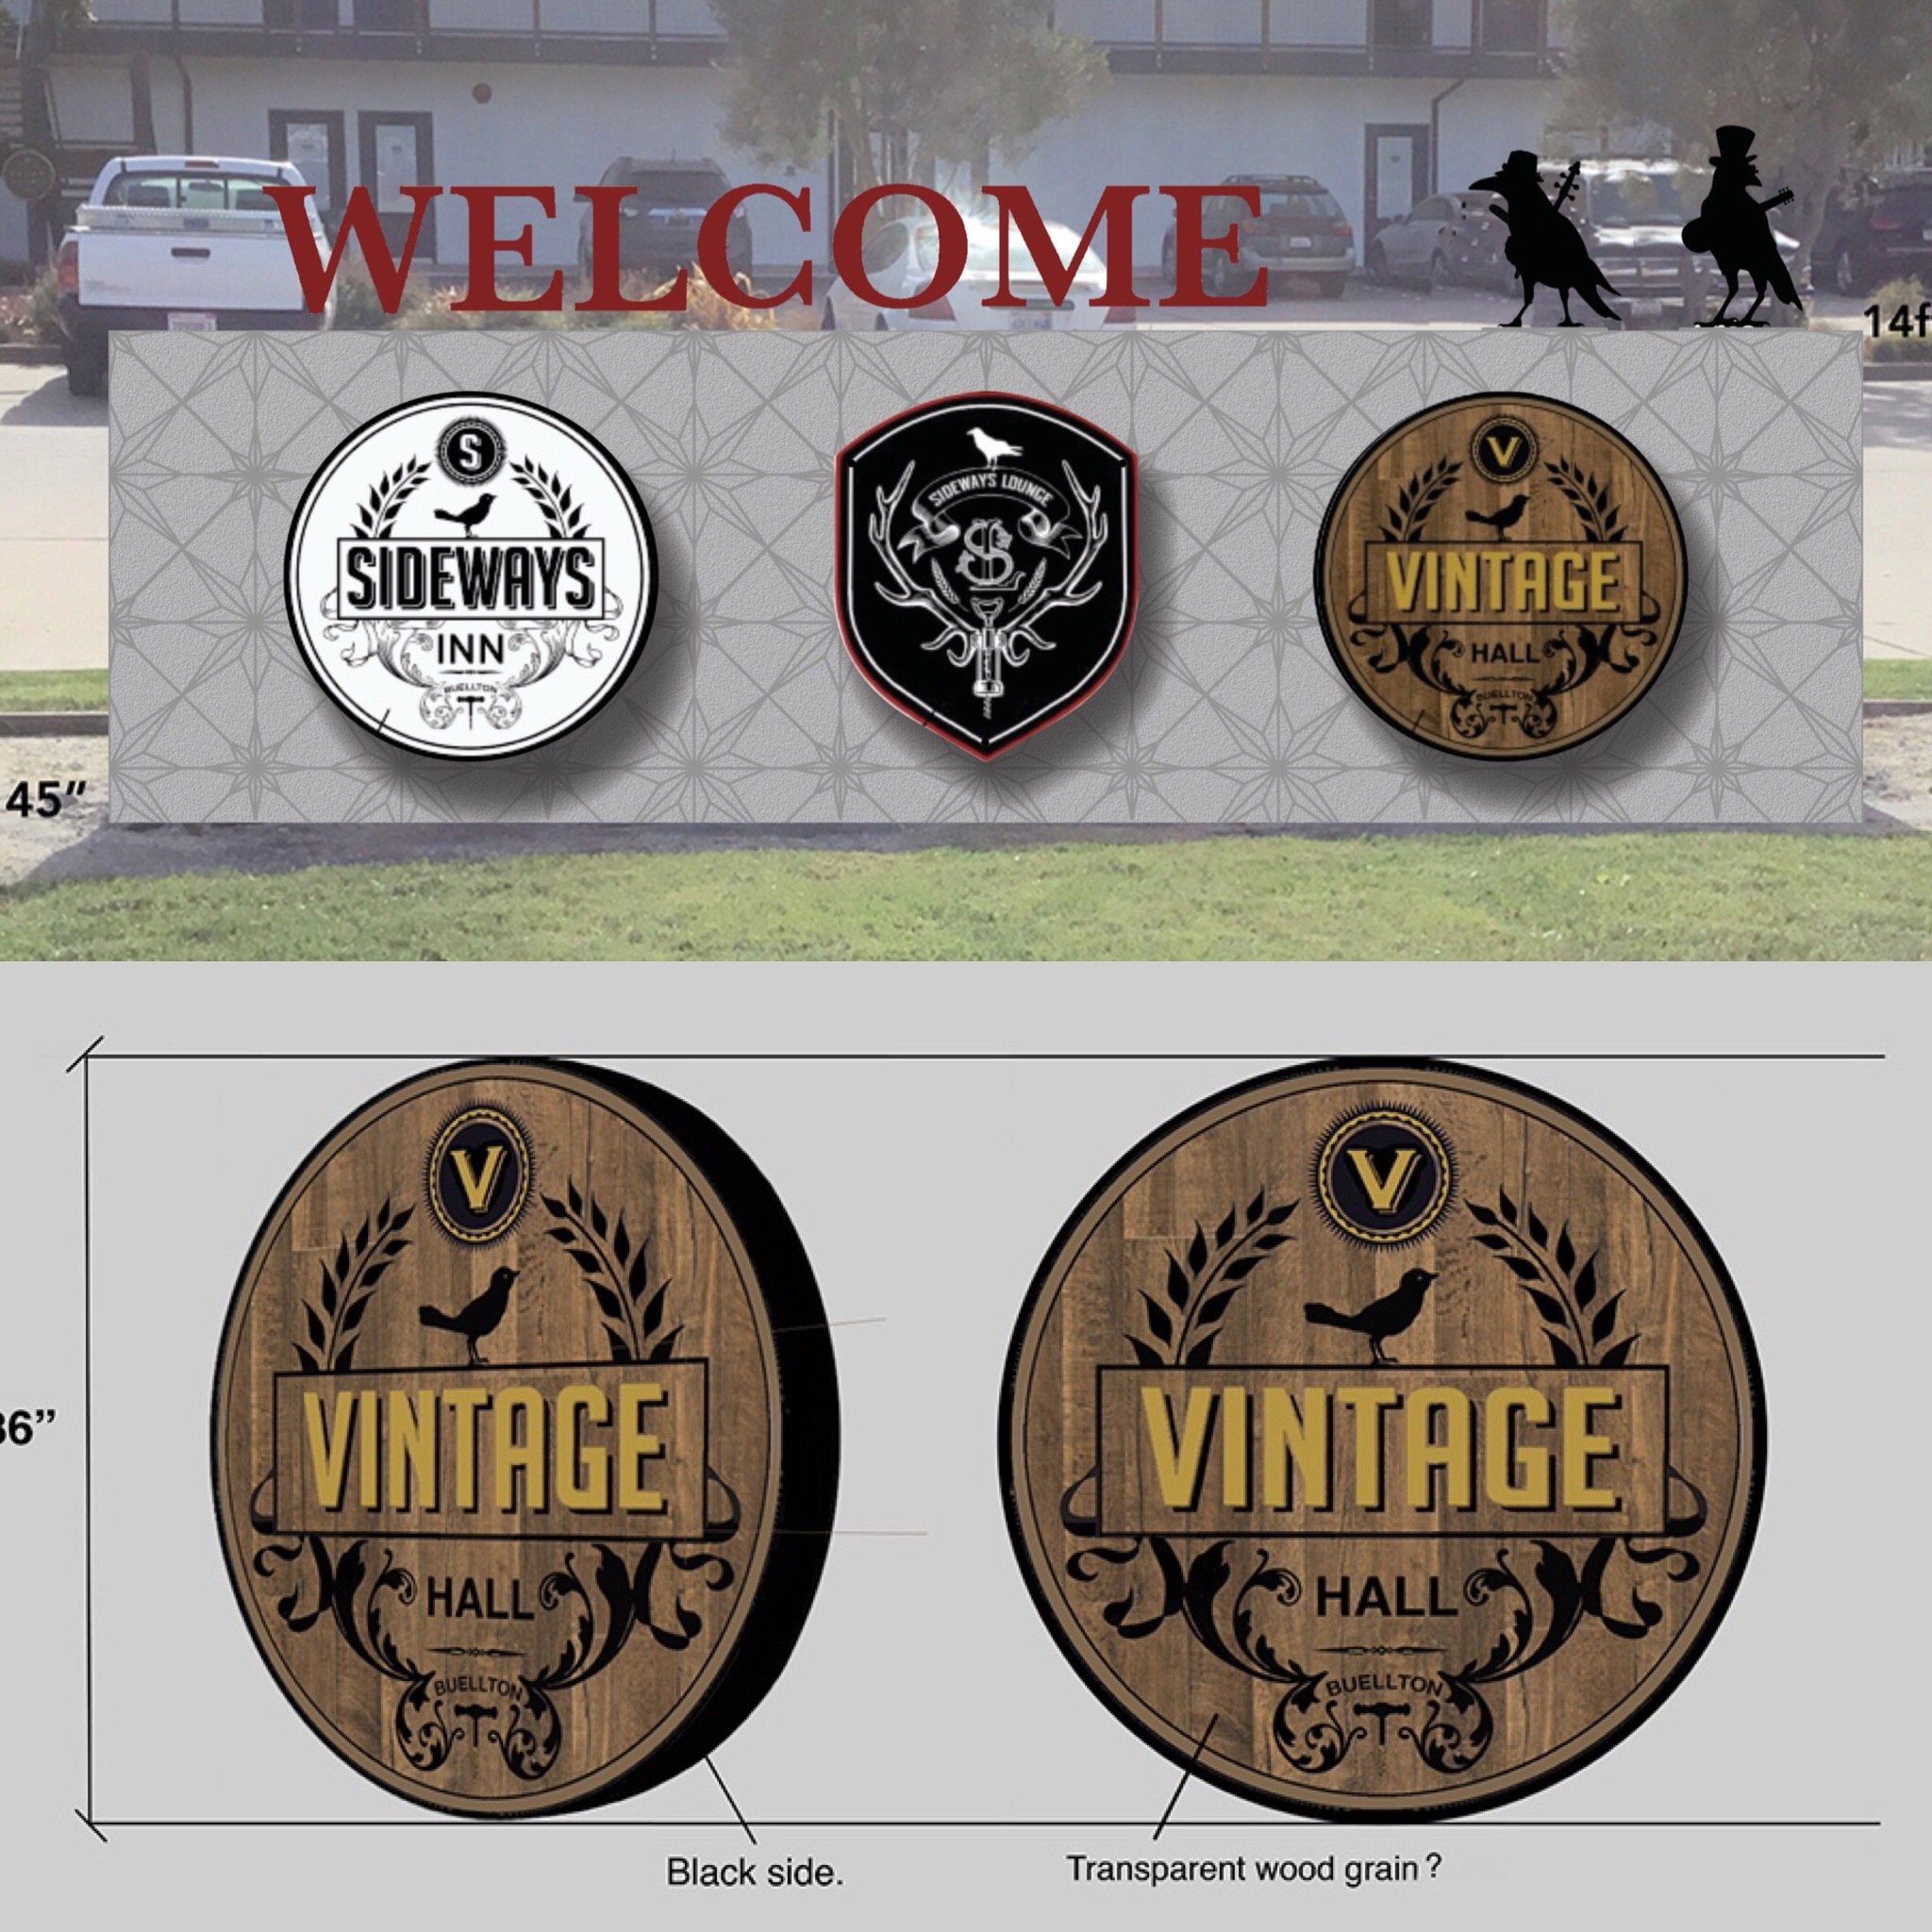 WELCOME
14f
S
SIDEWAYS
INN
BUELLTON
SIDEWAYS LOUNGE
SL
V
VINTAGE
HALL
BUELLTON
45"
36”
V
VINTAGE
HALL
BUELLTON
V
VINTAGE
HALL
BUELLTON
Black side.
Transparent wood grain?